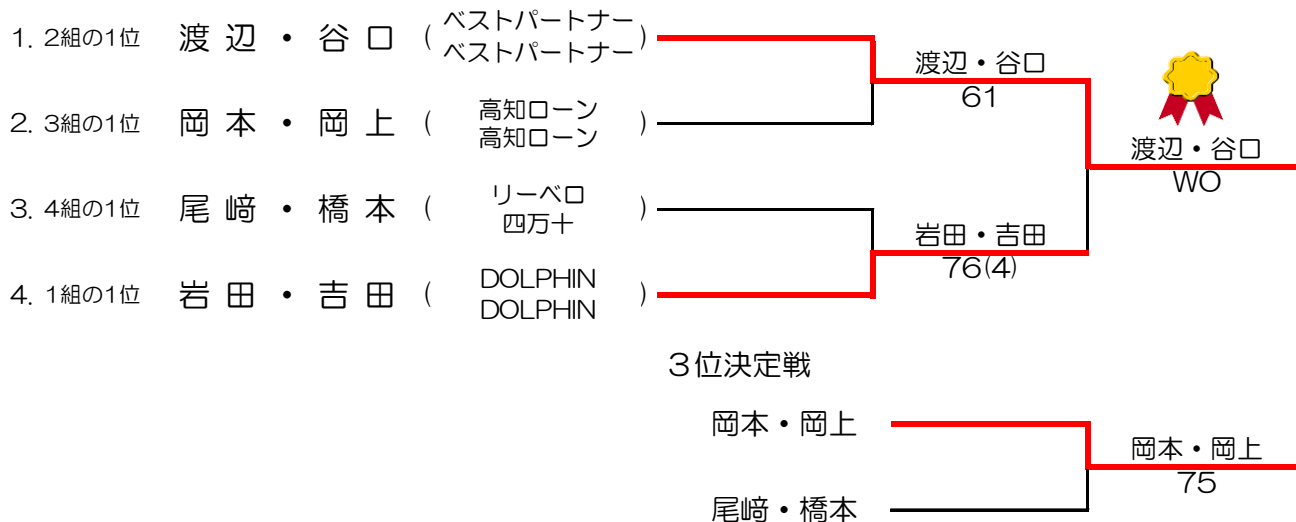 1. 2組の1位 渡辺・谷口 (ベストパートナー
ベストパートナー)
渡辺・谷口
61
2. 3組の1位 岡本・岡上 (高知ローン
高知ローン)
渡辺・谷口
WO
3. 4組の1位 尾﨑・橋本 (リーベロ
四万十)
岩田・吉田
76(4)
4. 1組の1位 岩田・吉田 (DOLPHIN
DOLPHIN)
3位決定戦
岡本・岡上
岡本・岡上
75
尾﨑・橋本